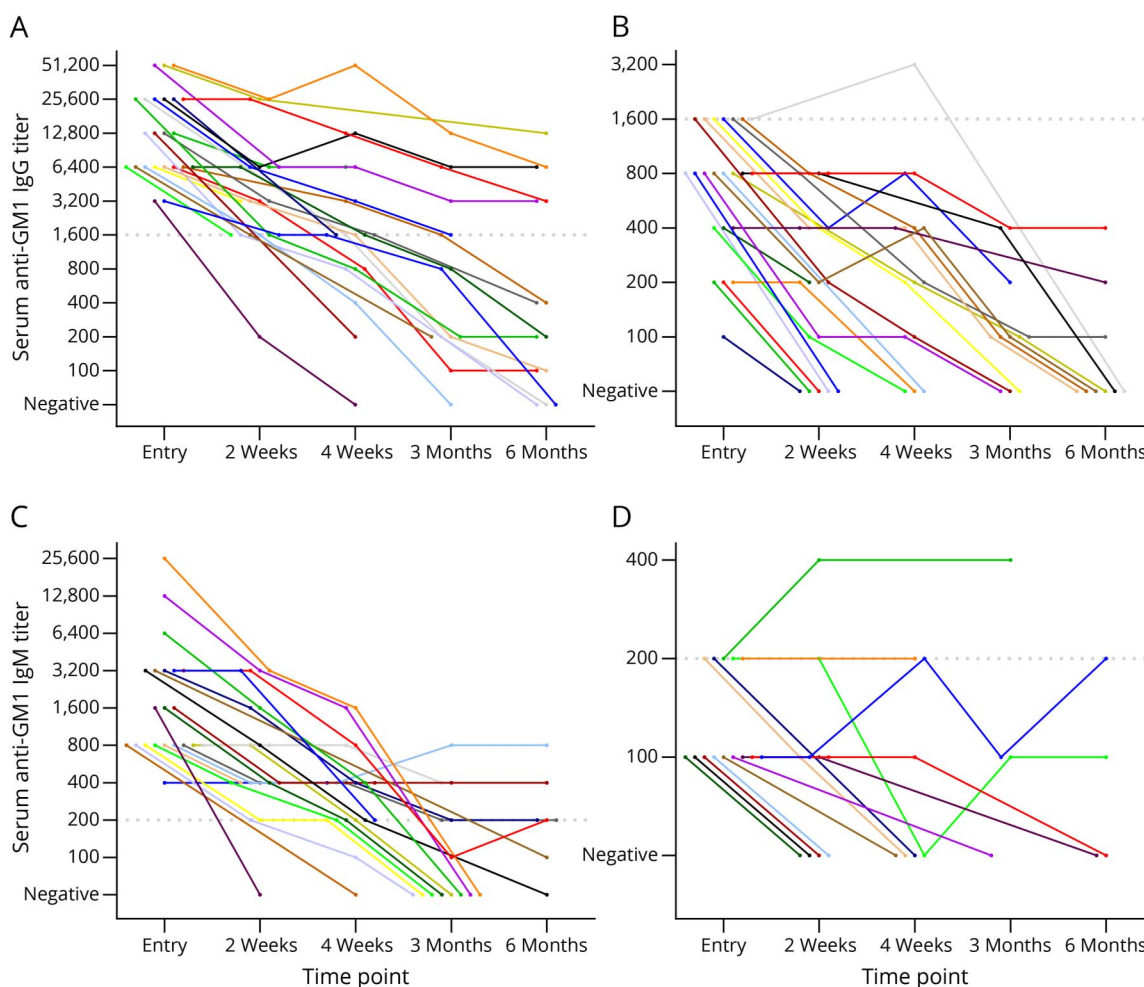 A
Serum anti-GM1 IgG titer
51,200
25,600
12,800
6,400
3,200
1,600
800
400
200
100
Negative
Entry 2 Weeks 4 Weeks 3 Months 6 Months
B
3,200
1,600
800
400
200
100
Negative
Entry 2 Weeks 4 Weeks 3 Months 6 Months
C
Serum anti-GM1 IgM titer
25,600
12,800
6,400
3,200
1,600
800
400
200
100
Negative
Entry 2 Weeks 4 Weeks 3 Months 6 Months
Time point
D
400
200
100
Negative
Entry 2 Weeks 4 Weeks 3 Months 6 Months
Time point